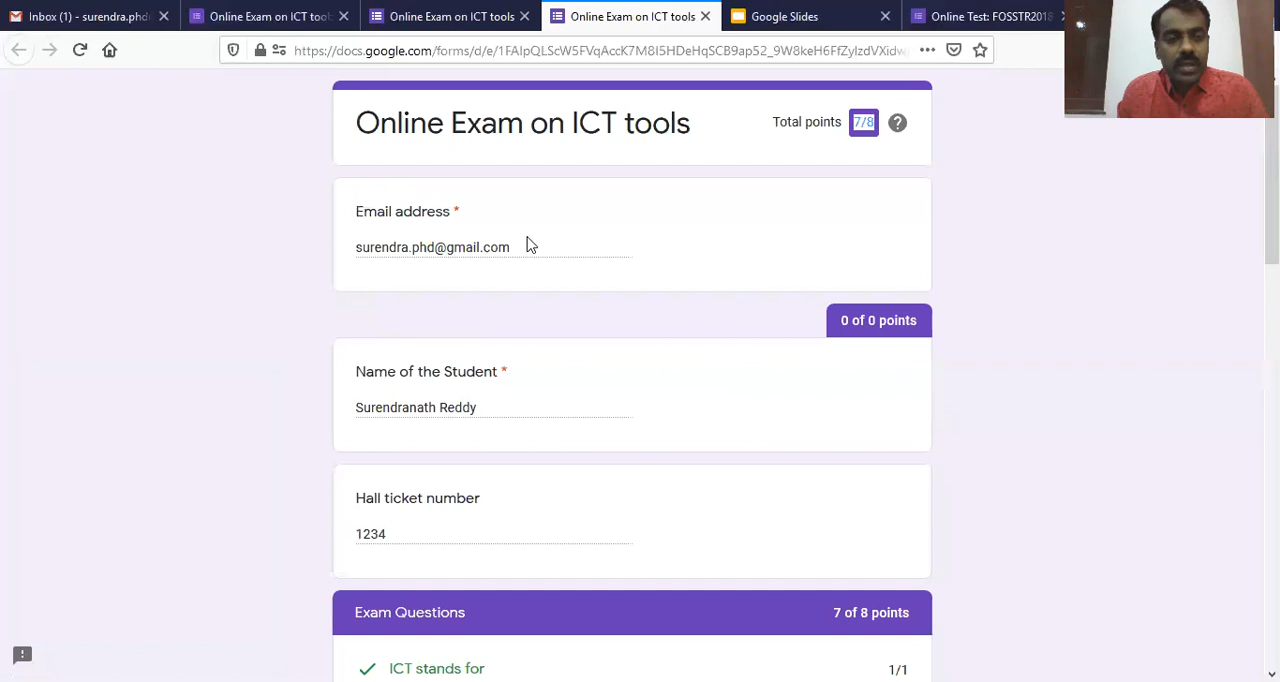 Inbox (1) - surendra.phd
Online Exam on ICT too
Online Exam on ICT tools
Online Exam on ICT tools
Google Slides
Online Test: FOSSTR2018
https://docs.google.com/forms/d/e/1FAIpQLScW5FVqAccK7M8I5HDeHqSCB9ap52_9W8keH6FfZyIzdVXidw
Online Exam on ICT tools
Total points 7/8 ?
Email address *
surendra.phd@gmail.com
0 of 0 points
Name of the Student *
Surendranath Reddy
Hall ticket number
1234
Exam Questions
7 of 8 points
ICT stands for
1/1